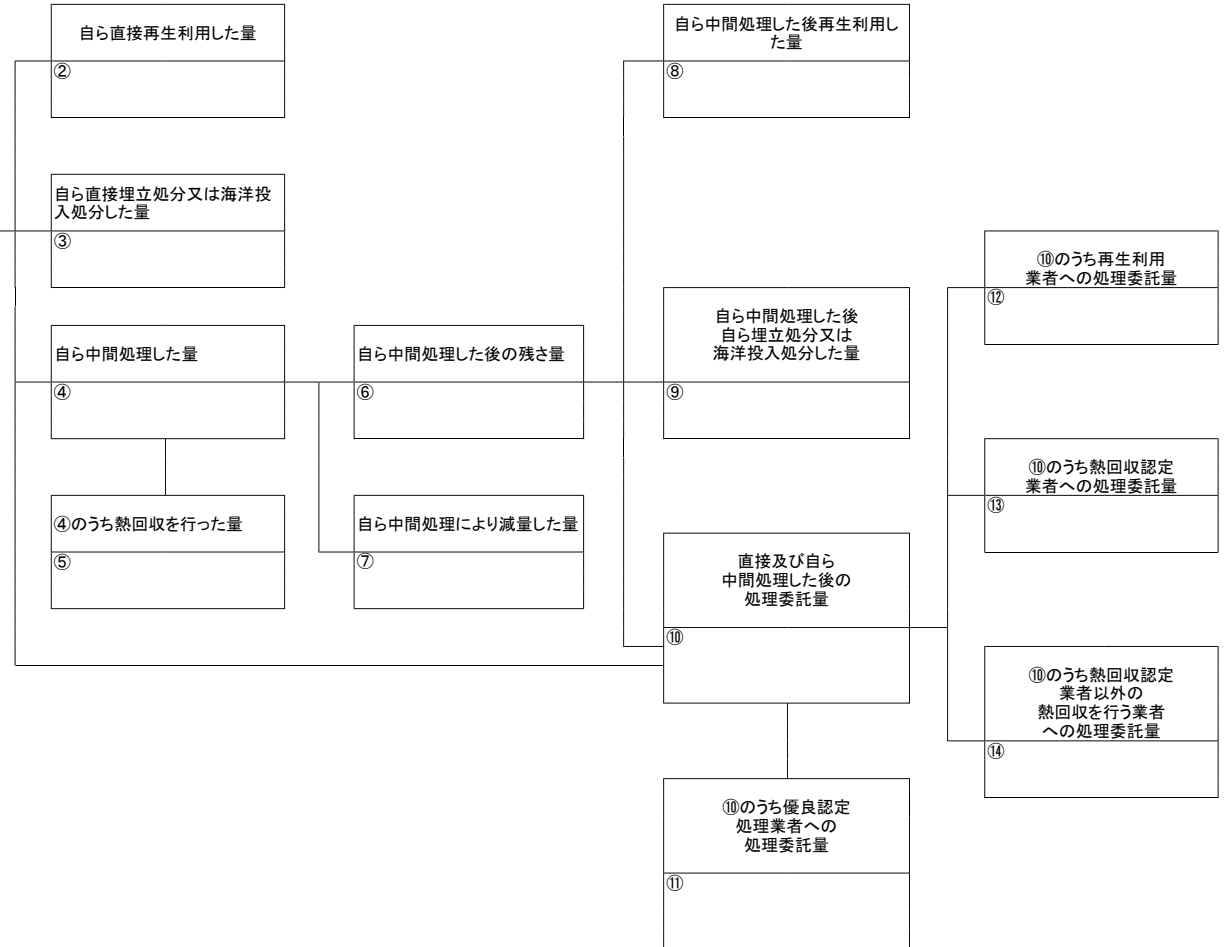 自ら直接再生利用した量
②
自ら直接埋立処分又は海洋投
入処分した量
③
自ら中間処理した量
④
④のうち熱回収を行った量
⑤
自ら中間処理した後の残さ量
⑥
自ら中間処理により減量した量
⑦
自ら中間処理した後再生利用し
た量
⑧
自ら中間処理した後
自ら埋立処分又は
海洋投入処分した量
⑨
直接及び自ら
中間処理した後の
処理委託量
⑩
⑩のうち優良認定
処理業者への
処理委託量
⑪
⑩のうち再生利用
業者への処理委託量
⑫
⑩のうち熱回収認定
業者への処理委託量
⑬
⑩のうち熱回収認定
業者以外の
熱回収を行う業者
への処理委託量
⑭